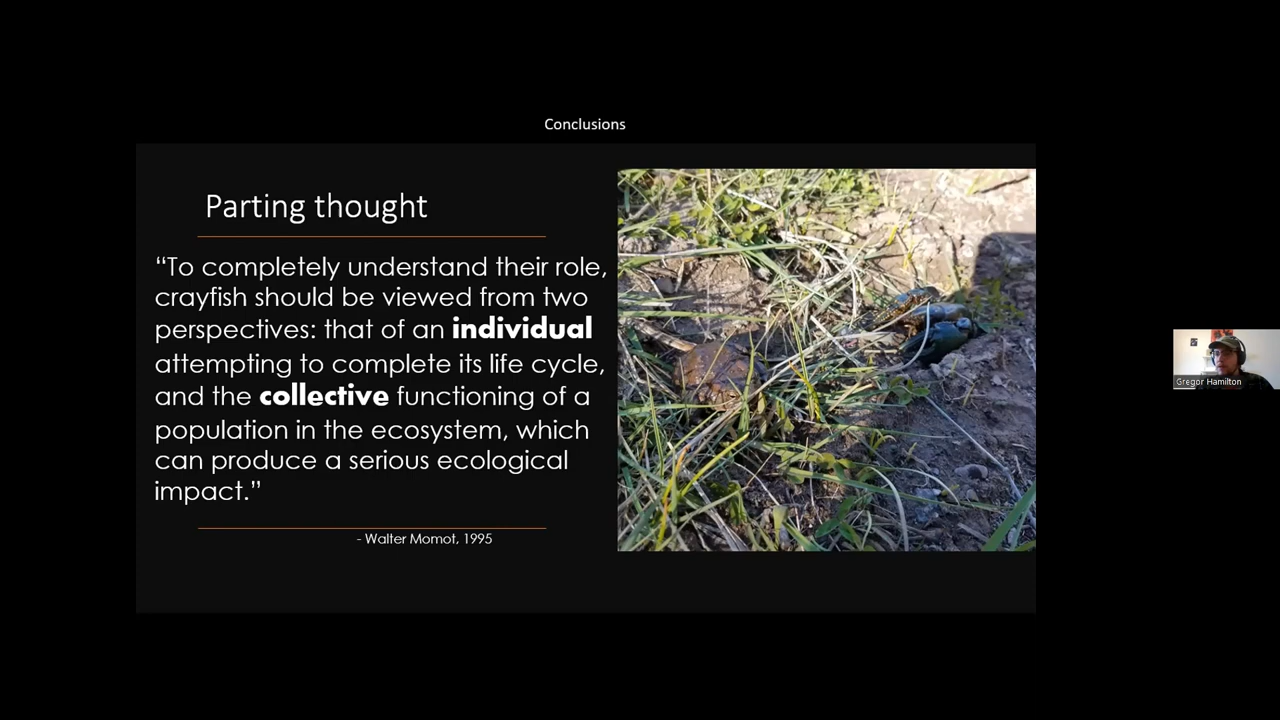 Conclusions
Parting thought
“To completely understand their role,
crayfish should be viewed from two
perspectives: that of an individual
attempting to complete its life cycle,
and the collective functioning of a
population in the ecosystem, which
can produce a serious ecological
impact.”
- Walter Momot, 1995
Gregor Hamilton